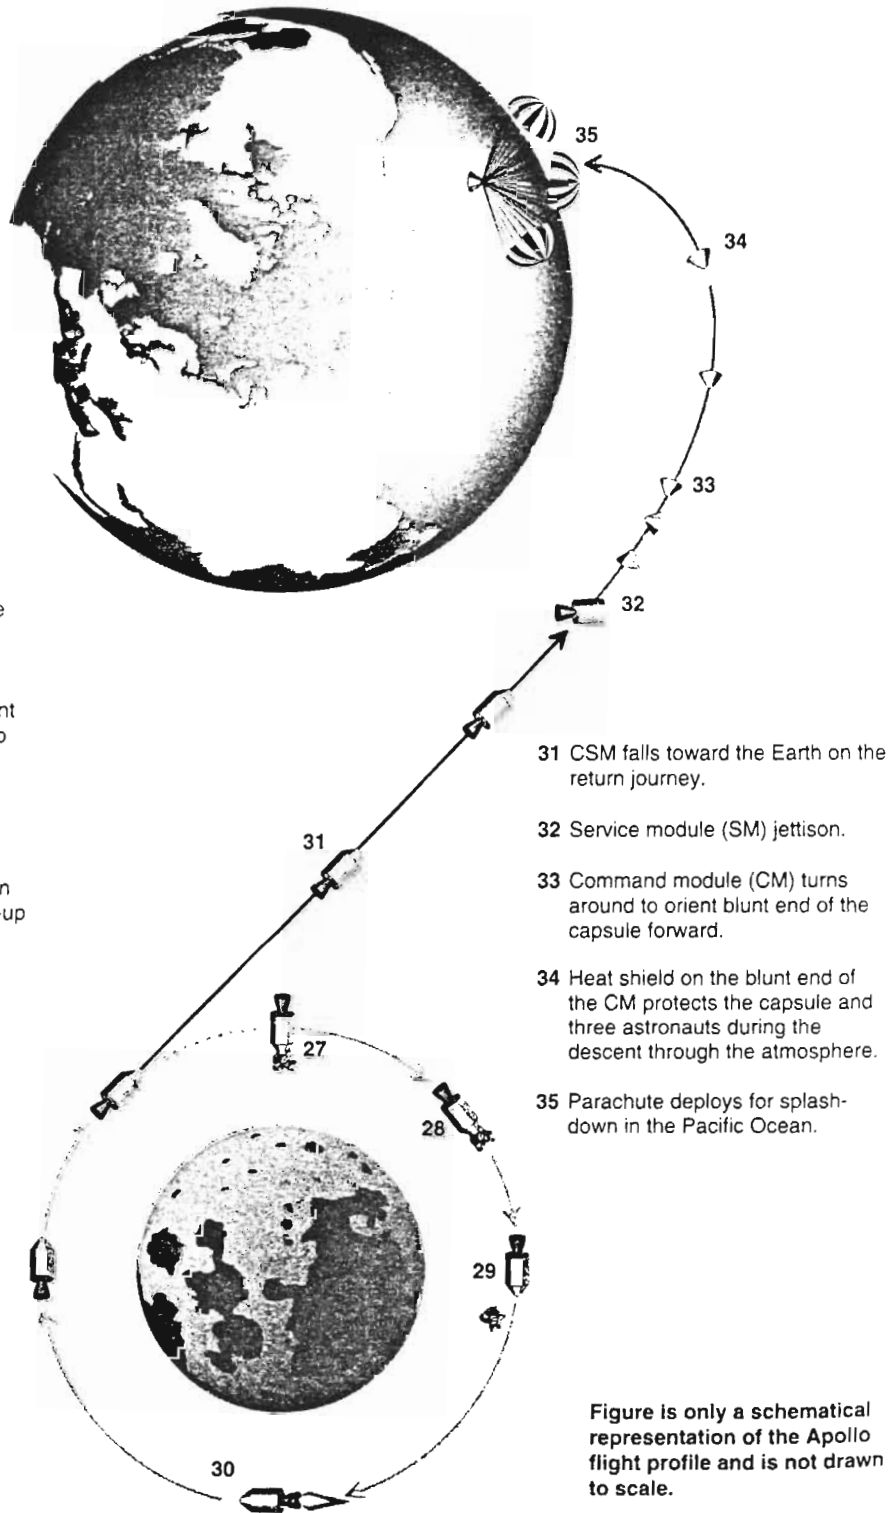 35
34
33
32
e
nt
o
31 CSM falls toward the Earth on the
return journey.
32 Service module (SM) jettison.
31
n
-up
33 Command module (CM) turns
around to orient blunt end of the
capsule forward.
34 Heat shield on the blunt end of
the CM protects the capsule and
three astronauts during the
descent through the atmosphere.
27
28
35 Parachute deploys for splash-
down in the Pacific Ocean.
29
30
Figure is only a schematical
representation of the Apollo
flight profile and is not drawn
to scale.